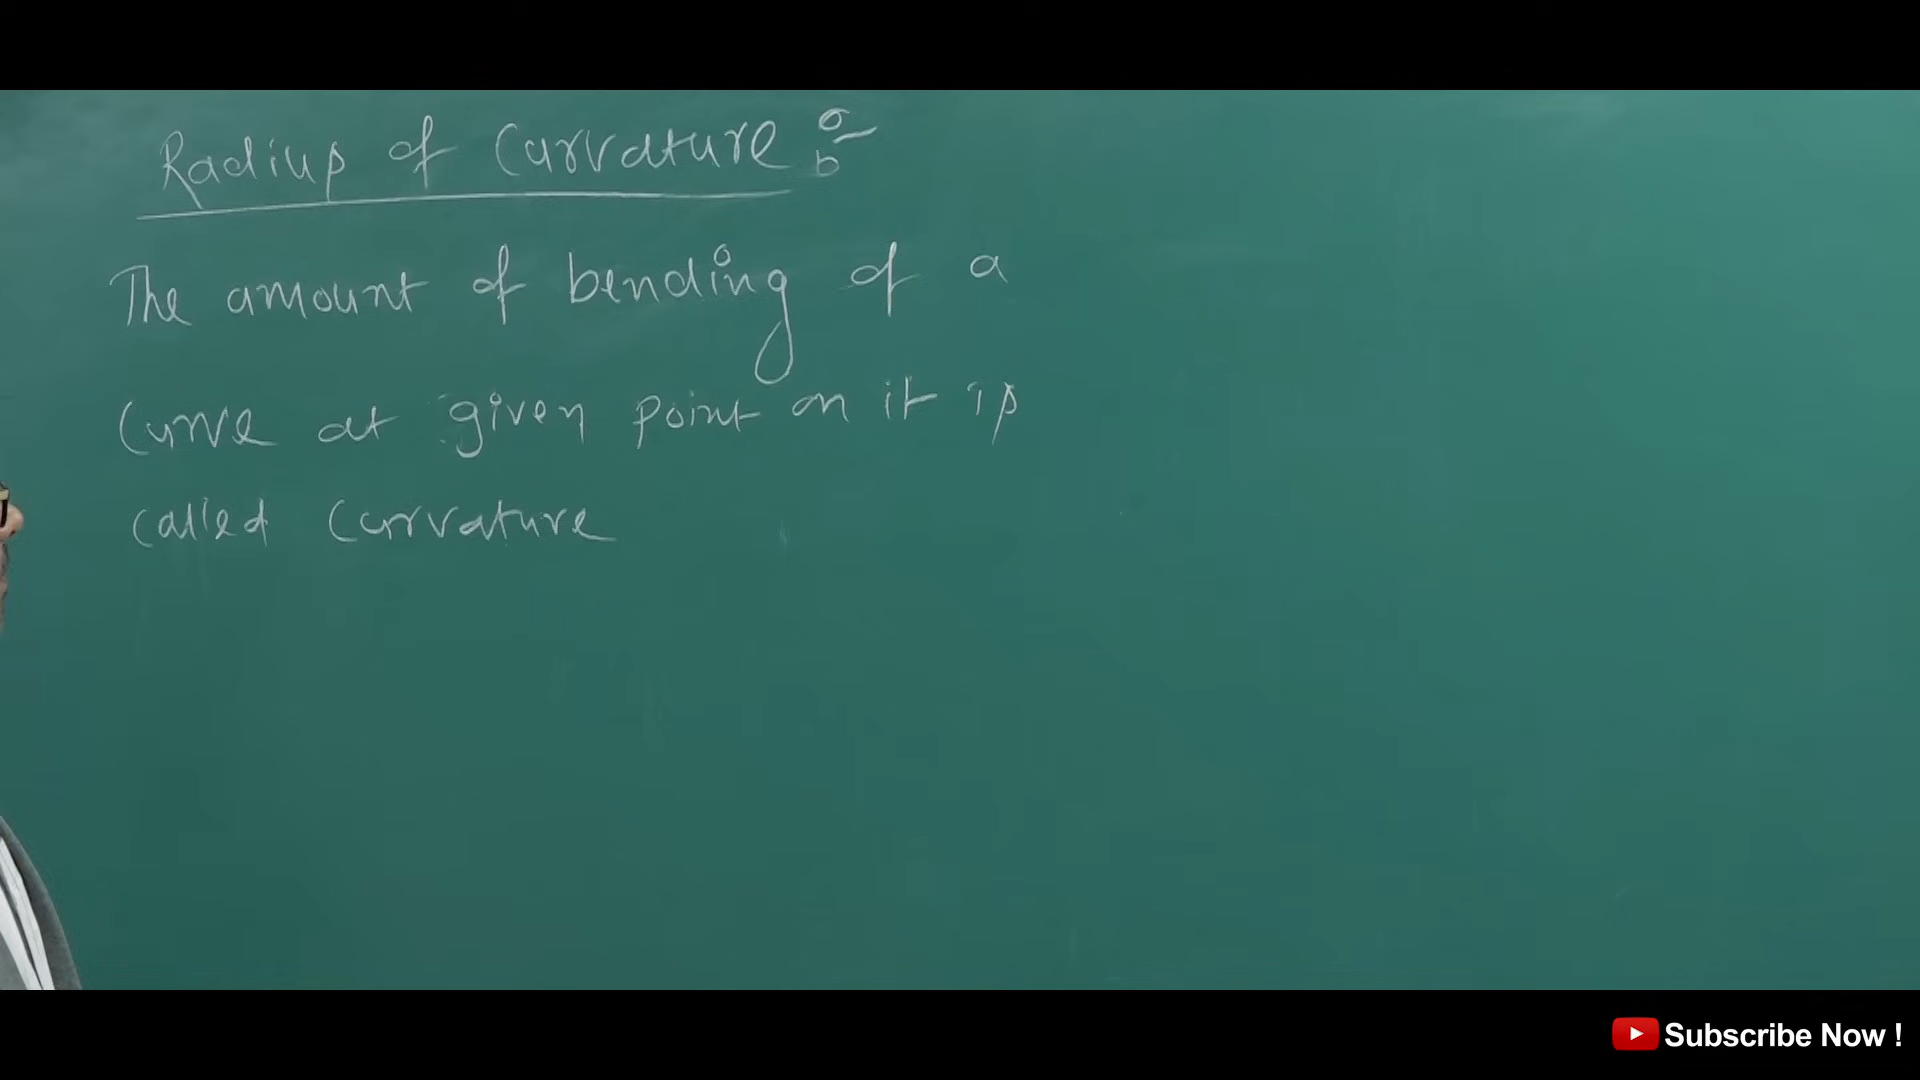 Radius of Curvature :-
The amount of bending of a
Curve at given point on it is
called Curvature
Subscribe Now !